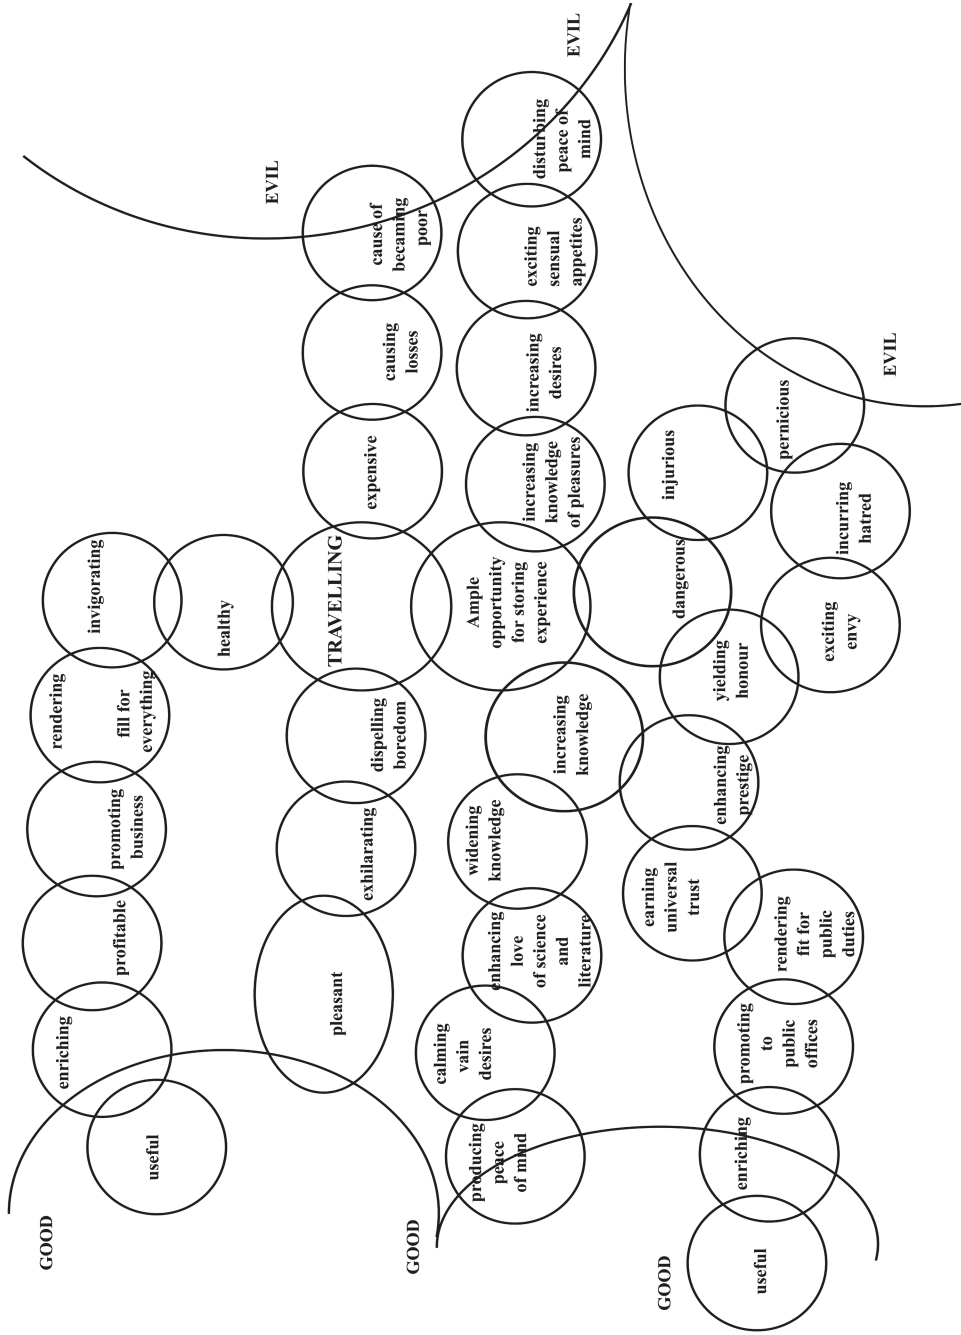 GOOD
useful
enriching
profitable
promoting
business
rendering
fill for
everything
invigorating
healthy
TRAVELLING
EVIL
pleasant
exhilarating
dispelling
boredom
expensive
causing
losses
cause of
becaming
poor
GOOD
producing
peace
of mind
calming
vain
desires
enhancing
love
of science
and
literature
widening
knowledge
increasing
knowledge
Ample
opportunity
for storing
experience
increasing
knowledge
of pleasures
increasing
desires
exciting
sensual
appetites
disturbing
peace of
mind
EVIL
GOOD
useful
enriching
promoting
to
public
offices
rendering
fit for
public
duties
earning
universal
trust
enhancing
prestige
yielding
honour
dangerous
injurious
exciting
envy
incurring
hatred
pernicious
EVIL